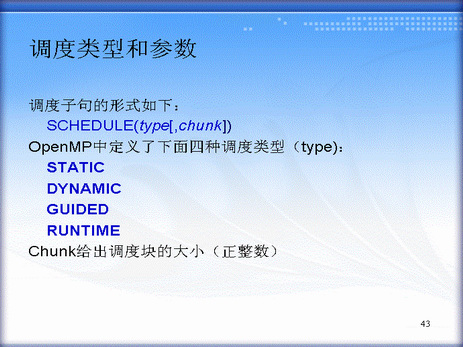 调度类型和参数
调度子句的形式如下：
SCHEDULE(type[,chunk])
OpenMP中定义了下面四种调度类型（type)：
STATIC
DYNAMIC
GUIDED
RUNTIME
Chunk给出调度块的大小（正整数）
43